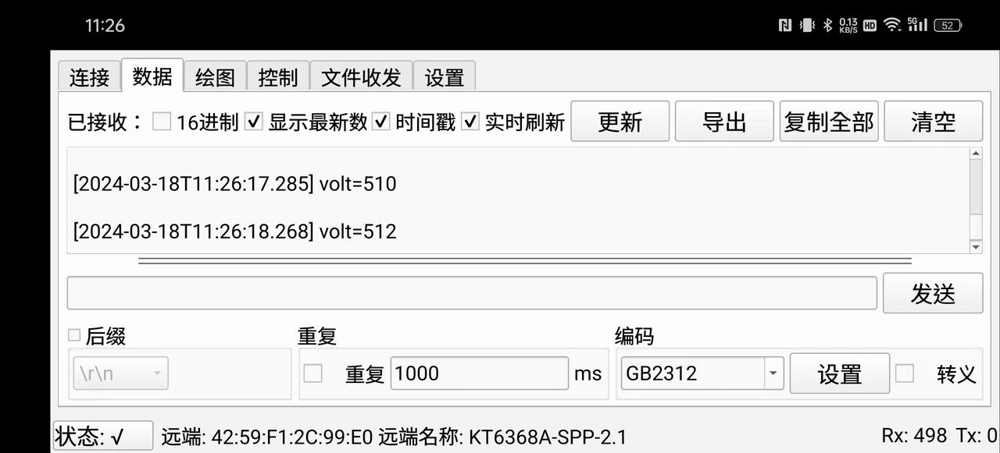 11:26 0.13 KB/S HD 5G 52
连接 数据 绘图 控制 文件收发 设置
已接收： 16进制 显示最新数 时间戳 实时刷新 更新 导出 复制全部 清空
[2024-03-18T11:26:17.285] volt=510
[2024-03-18T11:26:18.268] volt=512
发送
后缀 重复 编码
\r\n 重复 1000 ms GB2312 设置 转义
状态: √ 远端: 42:59:F1:2C:99:E0 远端名称: KT6368A-SPP-2.1 Rx: 498 Tx: 0